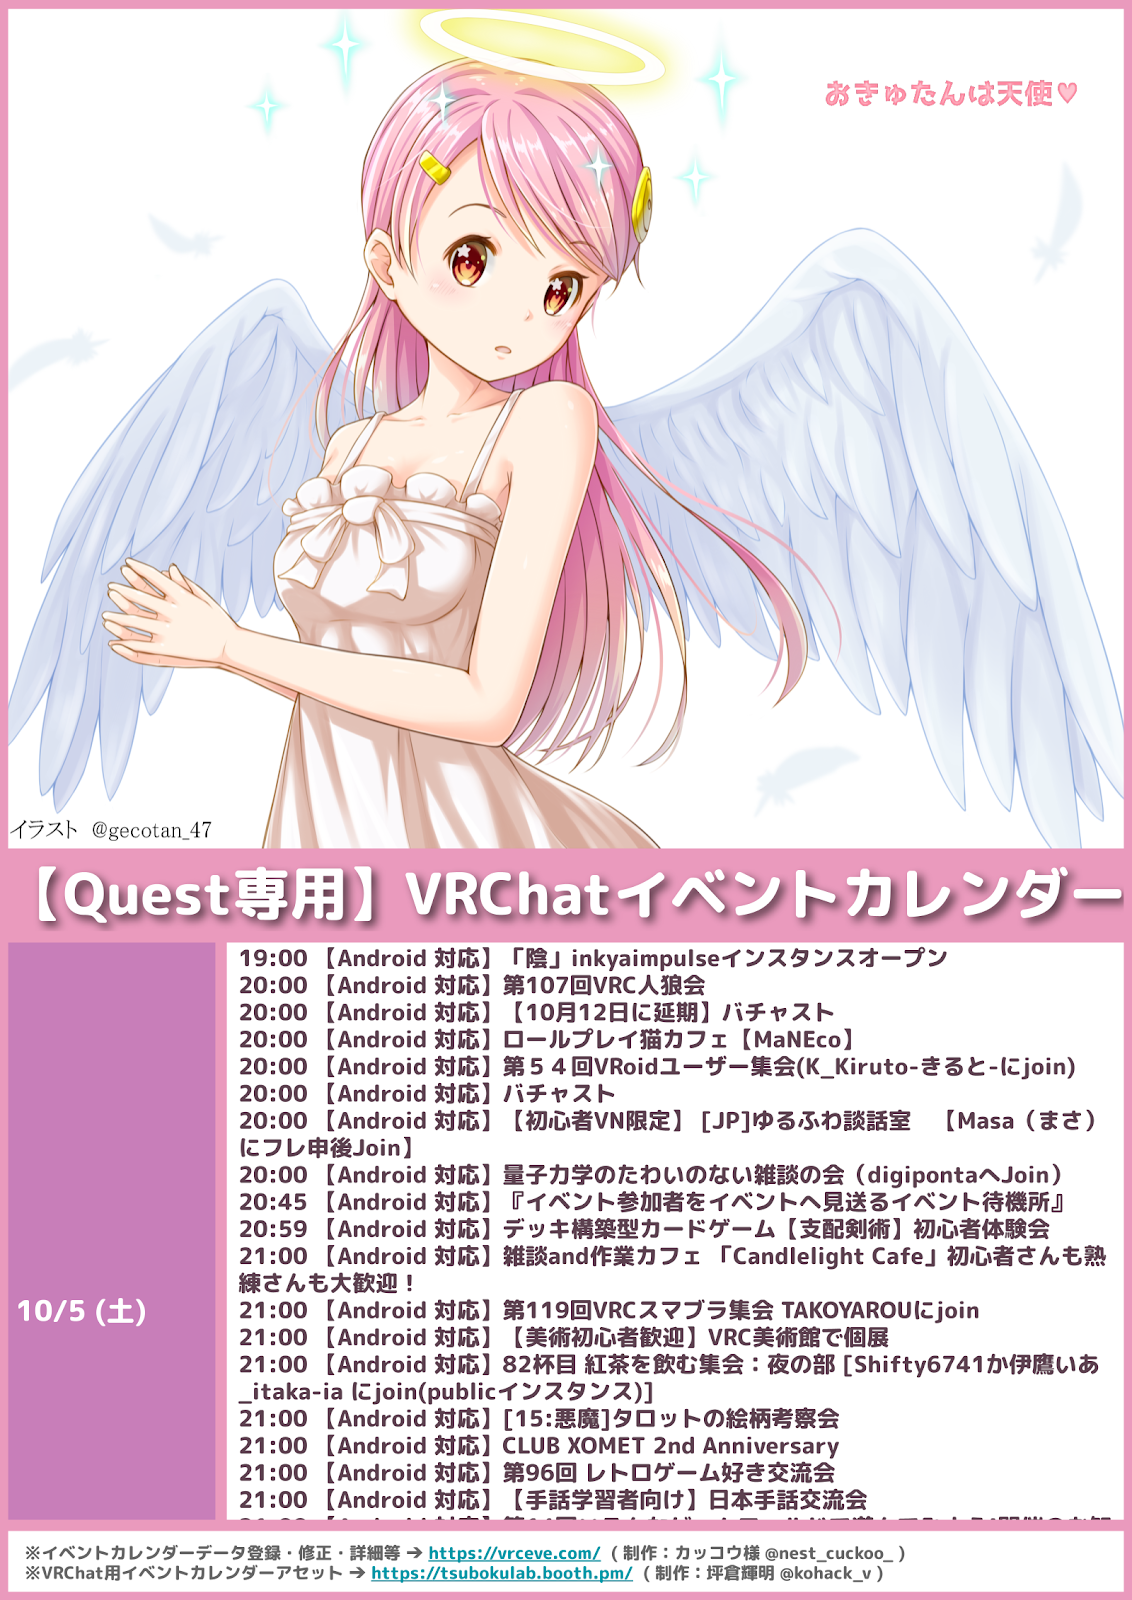 おきゅたんは天使♥
イラスト @gecotan_47
【Quest専用】VRChatイベントカレンダー
10/5 (土)
19:00 【Android 対応】「陰」inkyaimpulseインスタンスオープン
20:00 【Android 対応】第107回VRC人狼会
20:00 【Android 対応】【10月12日に延期】バチャスト
20:00 【Android 対応】ロールプレイ猫カフェ【MaNEco】
20:00 【Android 対応】第５４回VRoidユーザー集会(K_Kiruto-きると-にjoin)
20:00 【Android 対応】バチャスト
20:00 【Android 対応】【初心者VN限定】 [JP]ゆるふわ談話室　【Masa（まさ）
にフレ申後Join】
20:00 【Android 対応】量子力学のたわいのない雑談の会（digipontaへJoin）
20:45 【Android 対応】『イベント参加者をイベントへ見送るイベント待機所』
20:59 【Android 対応】デッキ構築型カードゲーム【支配剣術】初心者体験会
21:00 【Android 対応】雑談and作業カフェ 「Candlelight Cafe」初心者さんも熟
練さんも大歓迎！
21:00 【Android 対応】第119回VRCスマブラ集会 TAKOYAROUにjoin
21:00 【Android 対応】【美術初心者歓迎】VRC美術館で個展
21:00 【Android 対応】82杯目 紅茶を飲む集会：夜の部 [Shifty6741か伊鷹いあ
_itaka-ia にjoin(publicインスタンス)]
21:00 【Android 対応】[15:悪魔]タロットの絵柄考察会
21:00 【Android 対応】CLUB XOMET 2nd Anniversary
21:00 【Android 対応】第96回 レトロゲーム好き交流会
21:00 【Android 対応】【手話学習者向け】日本手話交流会
※イベントカレンダーデータ登録・修正・詳細等 ➔ https://vrceve.com/ （制作：カッコウ様 @nest_cuckoo_ ）
※VRChat用イベントカレンダーアセット ➔ https://tsubokulab.booth.pm/ （制作：坪倉輝明 @kohack_v ）